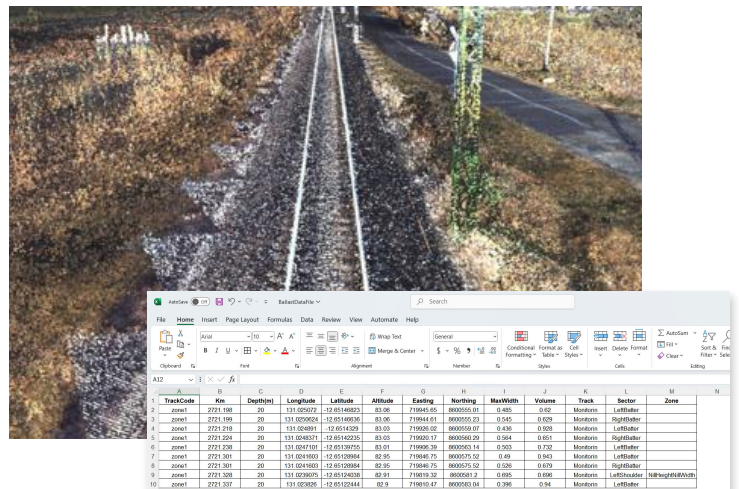 AutoSave Off BallastDataFile Search
File Home Insert Page Layout Formulas Data Review View Automate Help
Arial 10 A^ A˅ Wrap Text General AutoSum
Paste B I U A Merge & Center $ % 9 Conditional Format as Cell Insert Delete Format Fill Sort &
Formatting Table Styles Clear Filter
Clipboard Font Alignment Number Styles Cells Editing
A12 fx
A B C D E F G H I J K L M N
1 TrackCode Km Depth(m) Longitude Latitude Altitude Easting Northing MaxWidth Volume Track Sector Zone
2 zone1 2721.198 20 131.025072 -12.65146823 83.06 719945.65 8600555.01 0.485 0.62 Monitorin LeftBatter
3 zone1 2721.199 20 131.0250624 -12.65146636 83.06 719944.61 8600555.23 0.545 0.629 Monitorin RightBatter
4 zone1 2721.218 20 131.024891 -12.6514329 83.03 719926.02 8600559.07 0.436 0.928 Monitorin LeftBatter
5 zone1 2721.224 20 131.0248371 -12.65142235 83.03 719920.17 8600560.29 0.564 0.651 Monitorin RightBatter
6 zone1 2721.238 20 131.0247101 -12.65139755 83.01 719906.39 8600563.14 0.503 0.732 Monitorin LeftBatter
7 zone1 2721.301 20 131.0241603 -12.65128984 82.95 719846.75 8600575.52 0.49 0.943 Monitorin LeftBatter
8 zone1 2721.301 20 131.0241603 -12.65128984 82.95 719846.75 8600575.52 0.526 0.679 Monitorin RightBatter
9 zone1 2721.328 20 131.0239075 -12.65124038 82.91 719819.32 8600581.2 0.695 0.696 Monitorin LeftShoulder NillHeightNillWidth
10 zone1 2721.337 20 131.023826 -12.65122444 82.9 719810.47 8600583.04 0.396 0.94 Monitorin LeftBatter